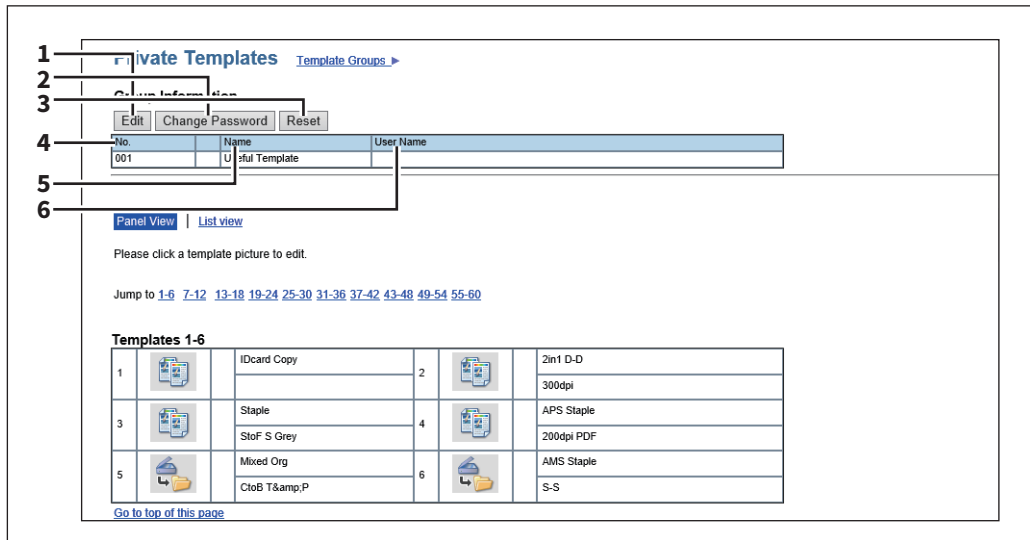 1
2
3
4
5
6
Private Templates Template Groups
Group Information
Edit Change Password Reset
No. Name User Name
001 Useful Template
Panel View | List view
Please click a template picture to edit.
Jump to 1-6 7-12 13-18 19-24 25-30 31-36 37-42 43-48 49-54 55-60
Templates 1-6
1 IDcard Copy 2 2in1 D-D
300dpi
3 Staple 4 APS Staple
StoF S Grey 200dpi PDF
5 Mixed Org 6 AMS Staple
CtoB T&amp;P S-S
Go to top of this page